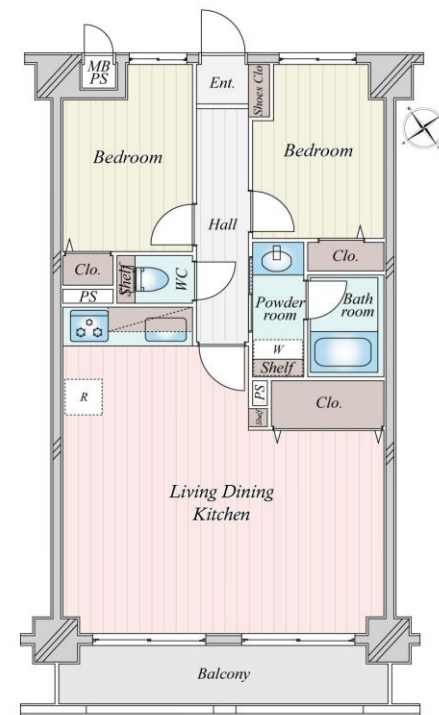 MB
PS
Ent.
Shoes Clo
Bedroom
Bedroom
Hall
Clo.
Shelf
WC
Clo.
PS
Powder
room
Bath
room
W
Shelf
R
PS
Shelf
Clo.
Living Dining
Kitchen
Balcony